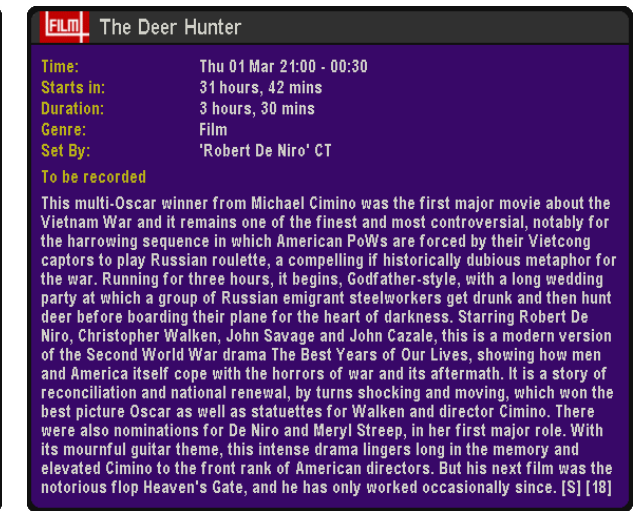 FILM4 The Deer Hunter
Time: Thu 01 Mar 21:00 - 00:30
Starts in: 31 hours, 42 mins
Duration: 3 hours, 30 mins
Genre: Film
Set By: 'Robert De Niro' CT
To be recorded
This multi-Oscar winner from Michael Cimino was the first major movie about the
Vietnam War and it remains one of the finest and most controversial, notably for
the harrowing sequence in which American PoWs are forced by their Vietcong
captors to play Russian roulette, a compelling if historically dubious metaphor for
the war. Running for three hours, it begins, Godfather-style, with a long wedding
party at which a group of Russian emigrant steelworkers get drunk and then hunt
deer before boarding their plane for the heart of darkness. Starring Robert De
Niro, Christopher Walken, John Savage and John Cazale, this is a modern version
of the Second World War drama The Best Years of Our Lives, showing how men
and America itself cope with the horrors of war and its aftermath. It is a story of
reconciliation and national renewal, by turns shocking and moving, which won the
best picture Oscar as well as statuettes for Walken and director Cimino. There
were also nominations for De Niro and Meryl Streep, in her first major role. With
its mournful guitar theme, this intense drama lingers long in the memory and
elevated Cimino to the front rank of American directors. But his next film was the
notorious flop Heaven's Gate, and he has only worked occasionally since. [S] [18]